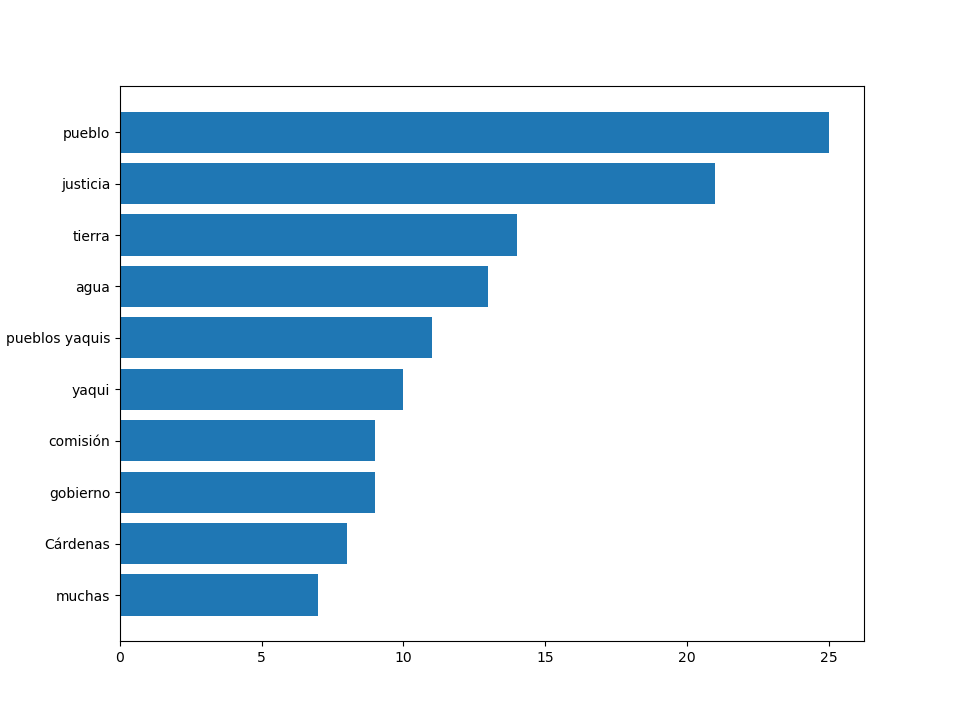 pueblo
justicia
tierra
agua
pueblos yaquis
yaqui
comisión
gobierno
Cárdenas
muchas
0 5 10 15 20 25